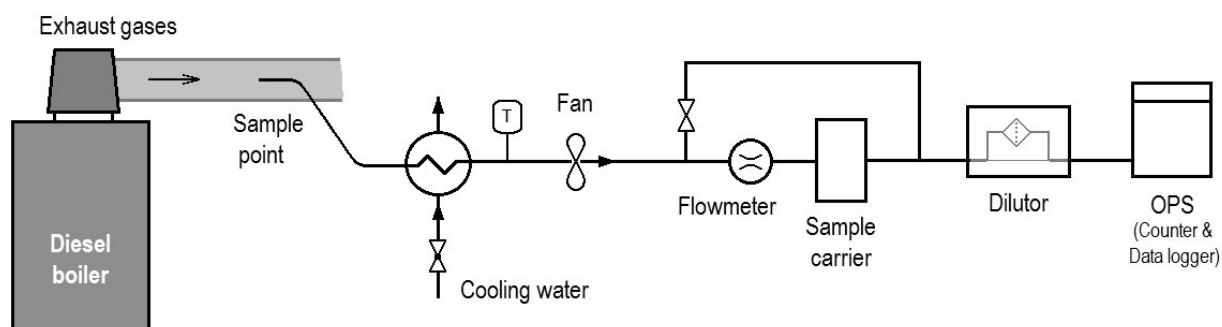 Exhaust gases
Sample
point
T
Fan
Flowmeter
Sample
carrier
Dilutor
OPS
(Counter &
Data logger)
Diesel
boiler
Cooling water